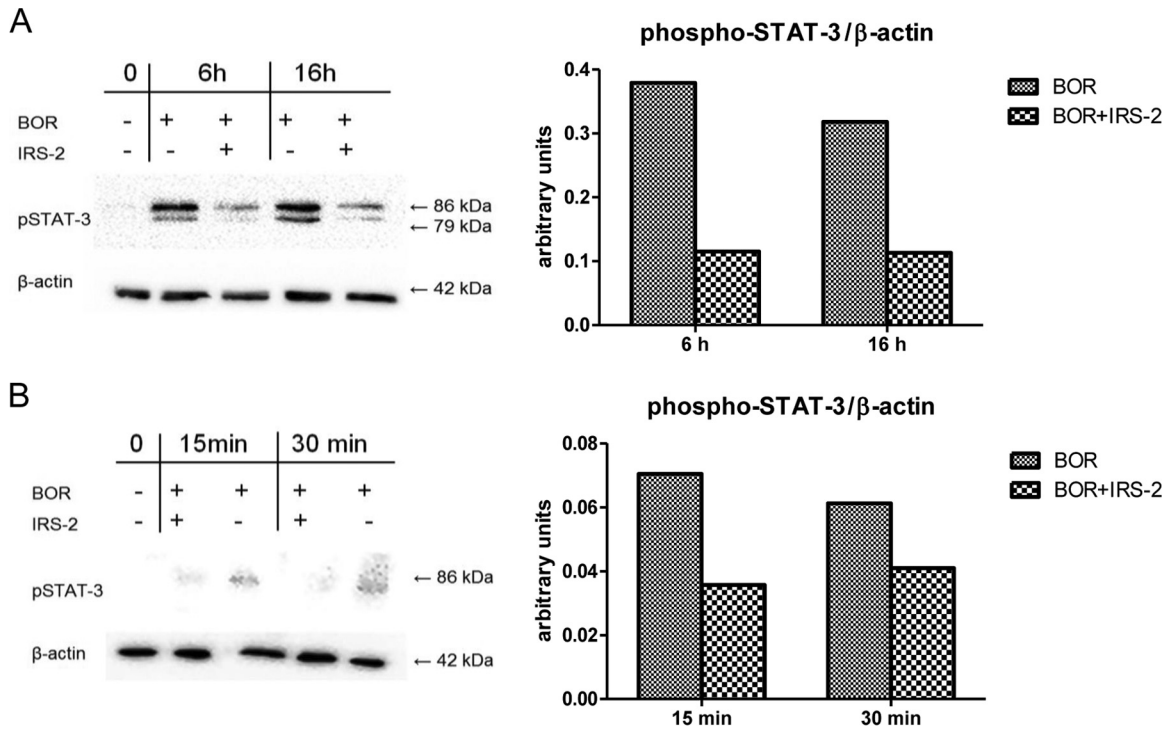 A
0 6h 16h
BOR - + + + +
IRS-2 - - + - +
pSTAT-3
← 86 kDa
← 79 kDa
β-actin
← 42 kDa
phospho-STAT-3/β-actin
arbitrary units
0.4
0.3
0.2
0.1
0.0
6 h 16 h
BOR
BOR+IRS-2
B
0 15min 30 min
BOR - + + + +
IRS-2 - + - + -
pSTAT-3
← 86 kDa
β-actin
← 42 kDa
phospho-STAT-3/β-actin
arbitrary units
0.08
0.06
0.04
0.02
0.00
15 min 30 min
BOR
BOR+IRS-2